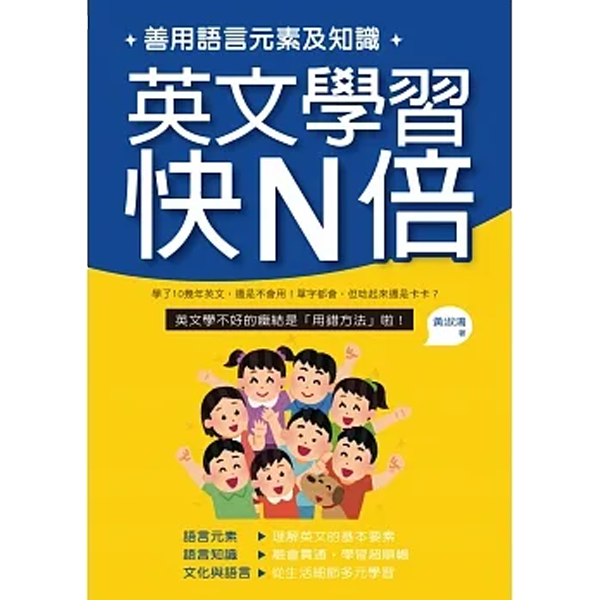 善用語言元素及知識
英文學習
快N倍
學了10幾年英文，還是不會用！單字都會，但唸起來還是卡卡？
英文學不好的癥結是「用錯方法」啦！
黃淑鴻
著
語言元素 ▶ 理解英文的基本要素
語言知識 ▶ 融會貫通，學習超順暢
文化與語言 ▶ 從生活細節多元學習